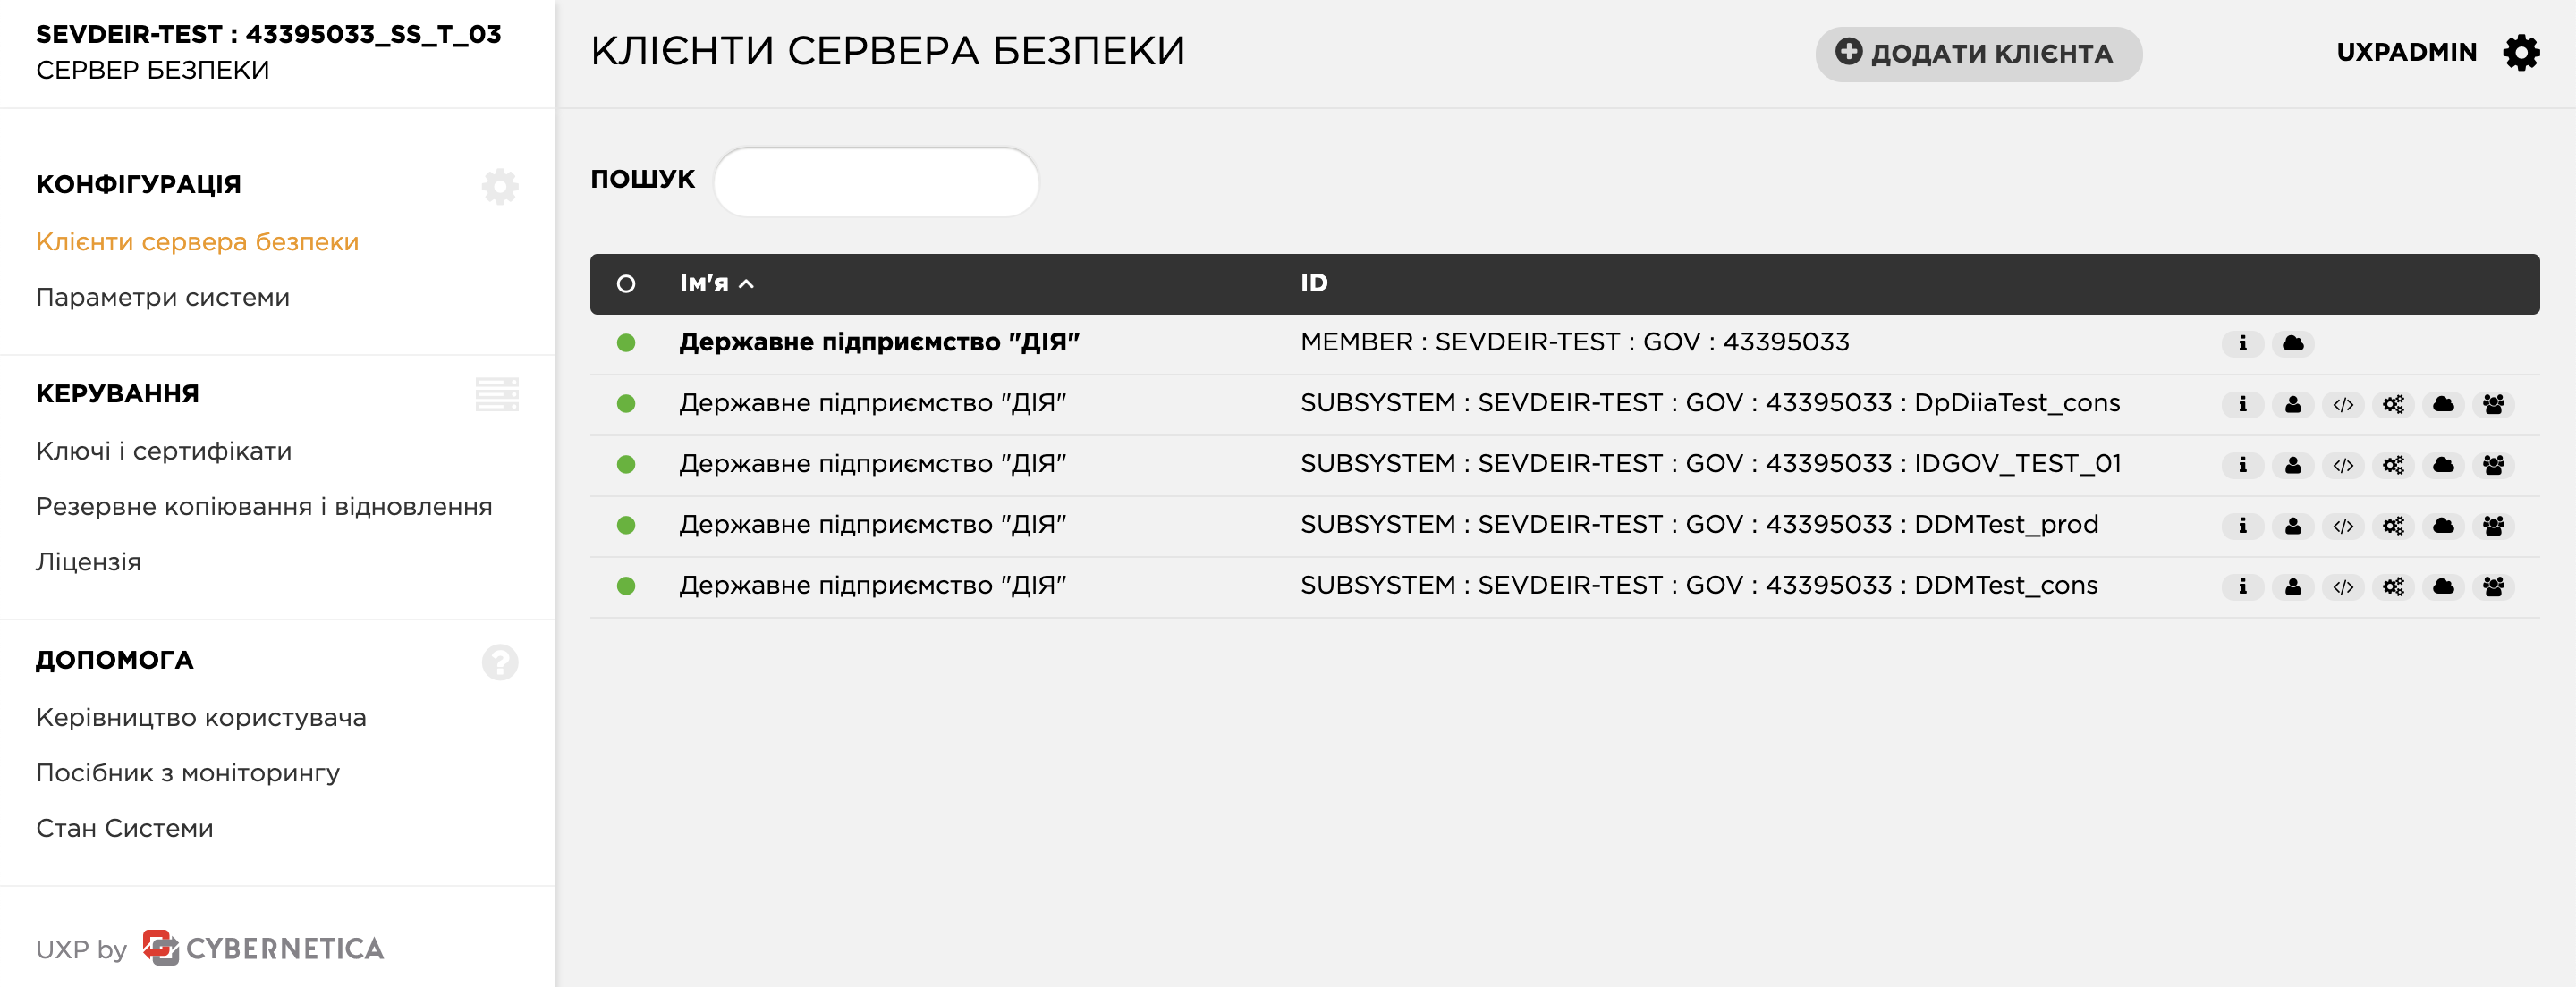 SEVDEIR-TEST : 43395033_SS_T_03
СЕРВЕР БЕЗПЕКИ
КЛІЄНТИ СЕРВЕРА БЕЗПЕКИ
ДОДАТИ КЛІЄНТА
UXPADMIN
КОНФІГУРАЦІЯ
Клієнти сервера безпеки
Параметри системи
КЕРУВАННЯ
Ключі і сертифікати
Резервне копіювання і відновлення
Ліцензія
ДОПОМОГА
Керівництво користувача
Посібник з моніторингу
Стан Системи
UXP by CYBERNETICA
ПОШУК
Ім'я ID
Державне підприємство "ДІЯ" MEMBER : SEVDEIR-TEST : GOV : 43395033
Державне підприємство "ДІЯ" SUBSYSTEM : SEVDEIR-TEST : GOV : 43395033 : DpDiiaTest_cons
Державне підприємство "ДІЯ" SUBSYSTEM : SEVDEIR-TEST : GOV : 43395033 : IDGOV_TEST_01
Державне підприємство "ДІЯ" SUBSYSTEM : SEVDEIR-TEST : GOV : 43395033 : DDMTest_prod
Державне підприємство "ДІЯ" SUBSYSTEM : SEVDEIR-TEST : GOV : 43395033 : DDMTest_cons